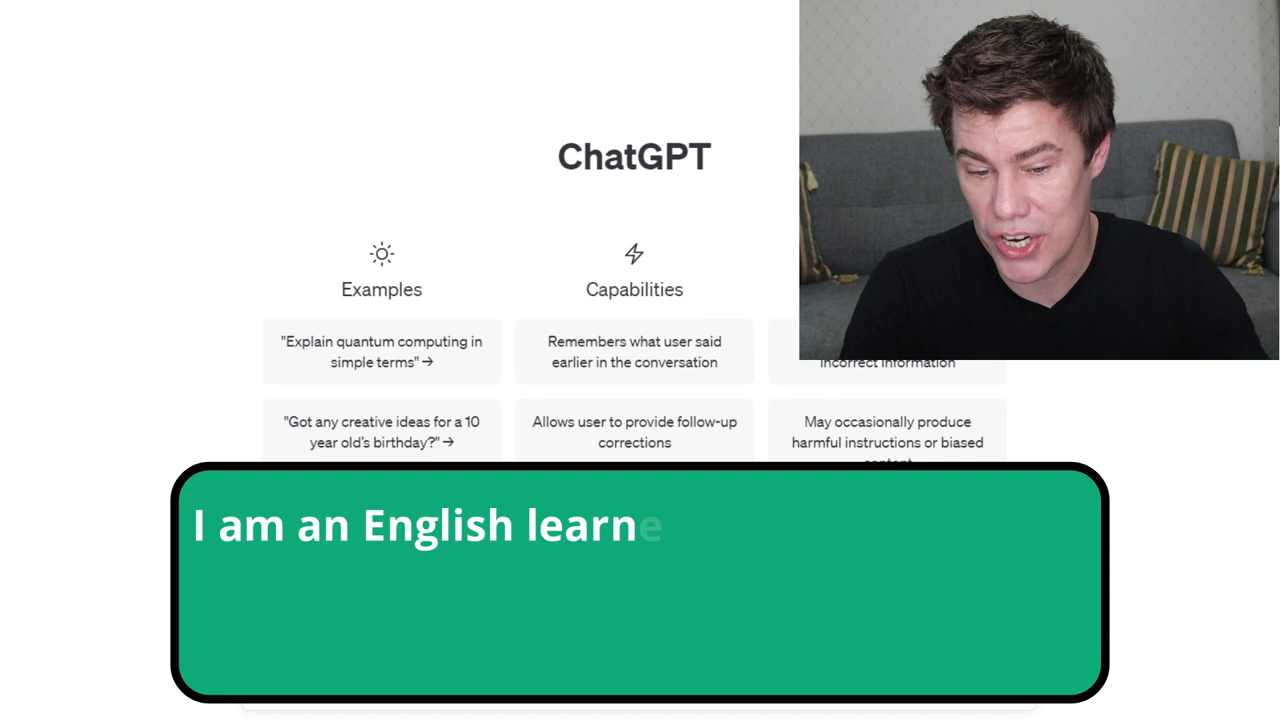 ChatGPT
Examples
Capabilities
"Explain quantum computing in
simple terms" →
Remembers what user said
earlier in the conversation
incorrect information
"Got any creative ideas for a 10
year old's birthday?" →
Allows user to provide follow-up
corrections
May occasionally produce
harmful instructions or biased
content
I am an English learne